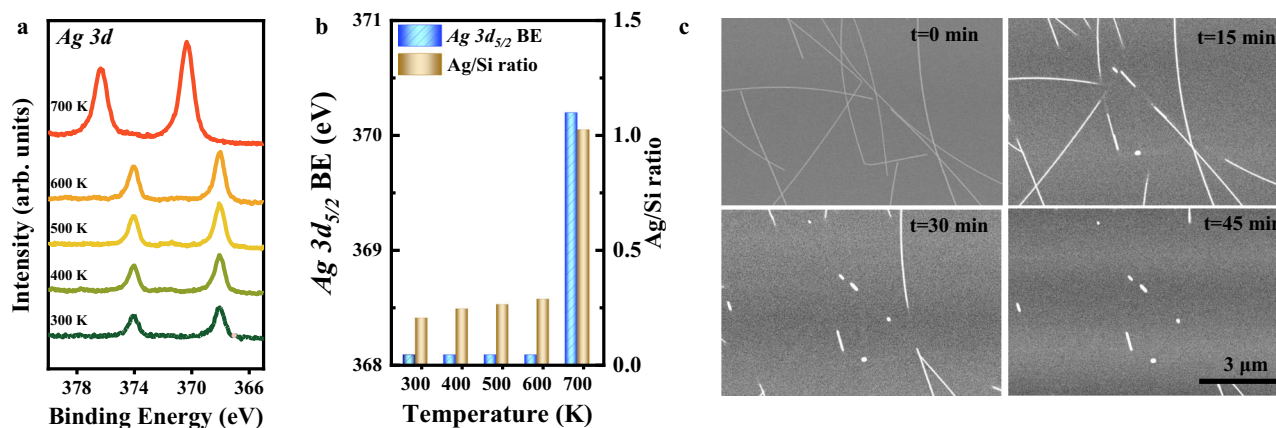 a
Ag 3d
700 K
600 K
500 K
400 K
300 K
378
374
370
366
Binding Energy (eV)
Intensity (arb. units)
b
Ag 3d5/2 BE
Ag/Si ratio
371
370
369
368
Ag 3d5/2 BE (eV)
1.5
1.0
0.5
0.0
Ag/Si ratio
300 400 500 600 700
Temperature (K)
c
t=0 min
t=15 min
t=30 min
t=45 min
3 µm